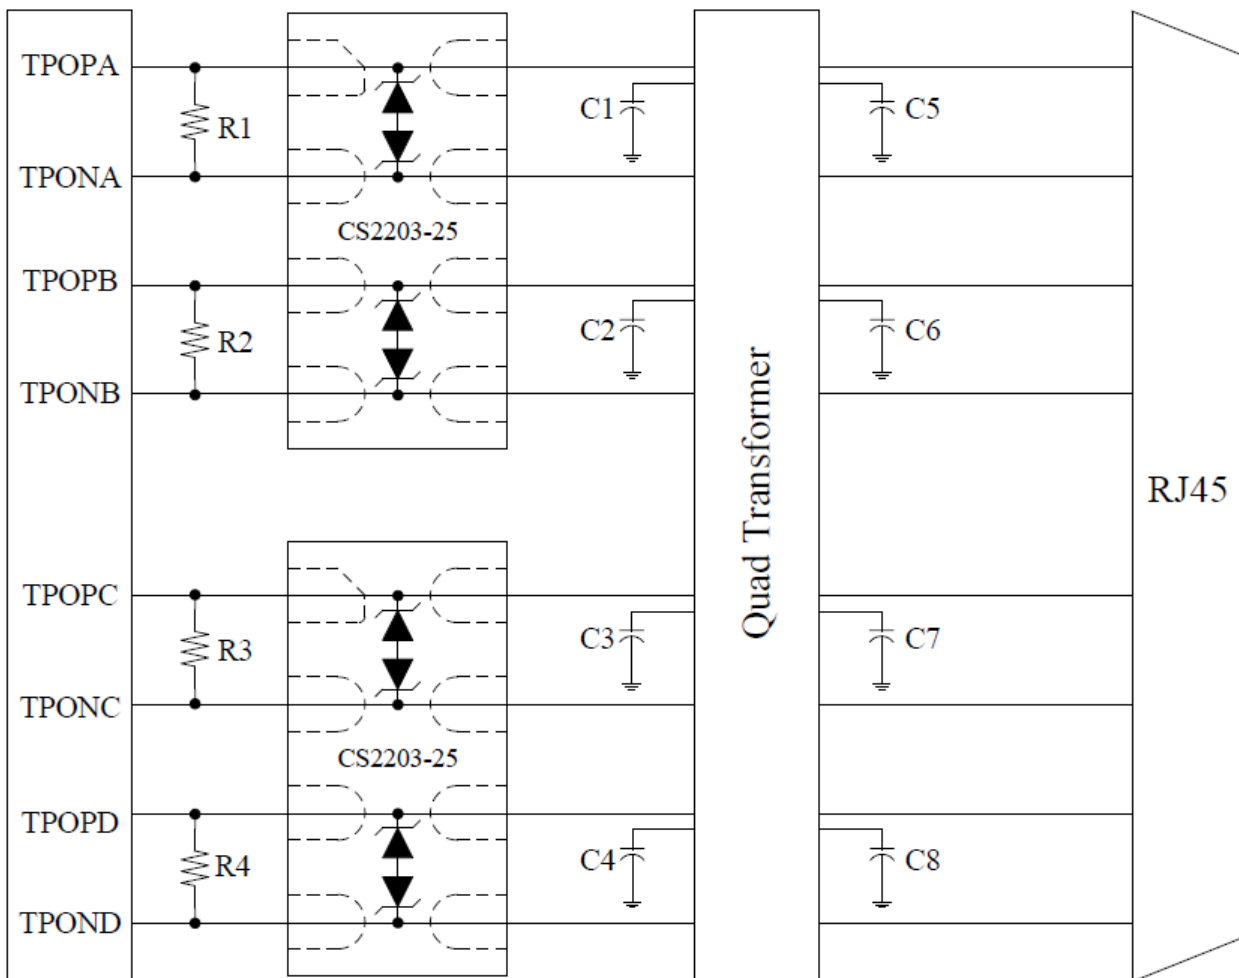 TPOPA
R1
C1
C5
TPONA
CS2203-25
TPOPB
R2
C2
C6
TPONB
Quad Transformer
RJ45
TPOPC
R3
C3
C7
TPONC
CS2203-25
TPOPD
R4
C4
C8
TPOND